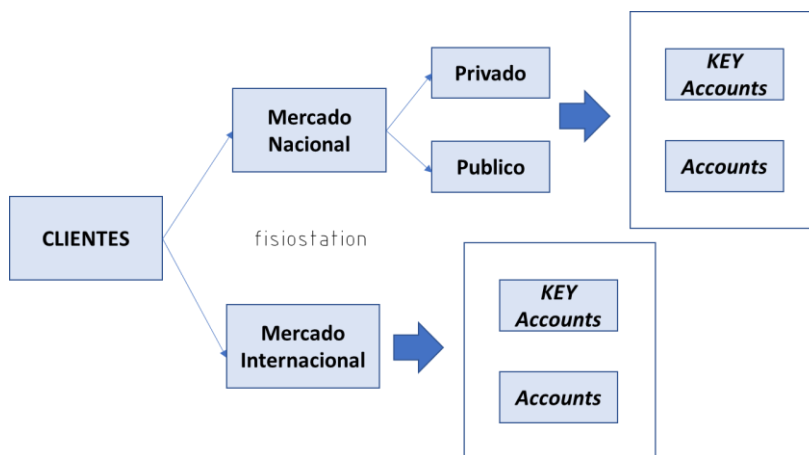 Privado
KEY
Accounts
Mercado
Nacional
Publico
Accounts
CLIENTES
fisiostation
KEY
Accounts
Mercado
Internacional
Accounts